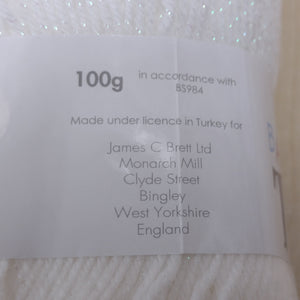 100g in accordance with
BS984
Made under licence in Turkey for
James C Brett Ltd
Monarch Mill
Clyde Street
Bingley
West Yorkshire
England